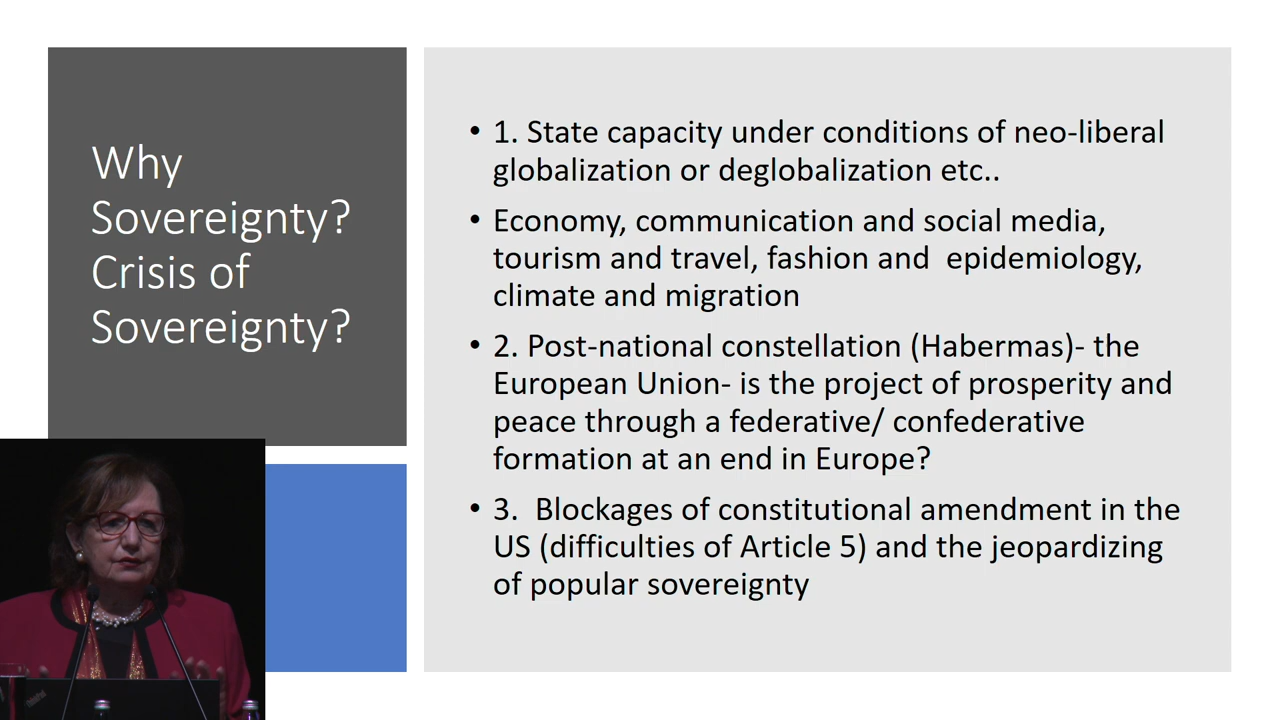 Why
Sovereignty?
Crisis of
Sovereignty?
• 1. State capacity under conditions of neo-liberal
globalization or deglobalization etc..
• Economy, communication and social media,
tourism and travel, fashion and  epidemiology,
climate and migration
• 2. Post-national constellation (Habermas)- the
European Union- is the project of prosperity and
peace through a federative/ confederative
formation at an end in Europe?
• 3.  Blockages of constitutional amendment in the
US (difficulties of Article 5) and the jeopardizing
of popular sovereignty
ThinkPad